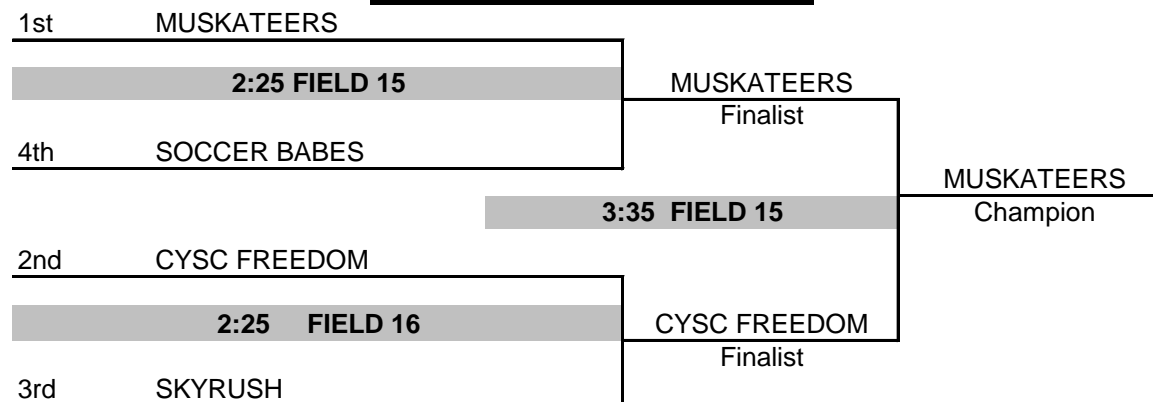 1st MUSKATEERS
2:25 FIELD 15
MUSKATEERS
Finalist
4th SOCCER BABES
MUSKATEERS
3:35 FIELD 15
Champion
2nd CYSC FREEDOM
2:25 FIELD 16
CYSC FREEDOM
Finalist
3rd SKYRUSH